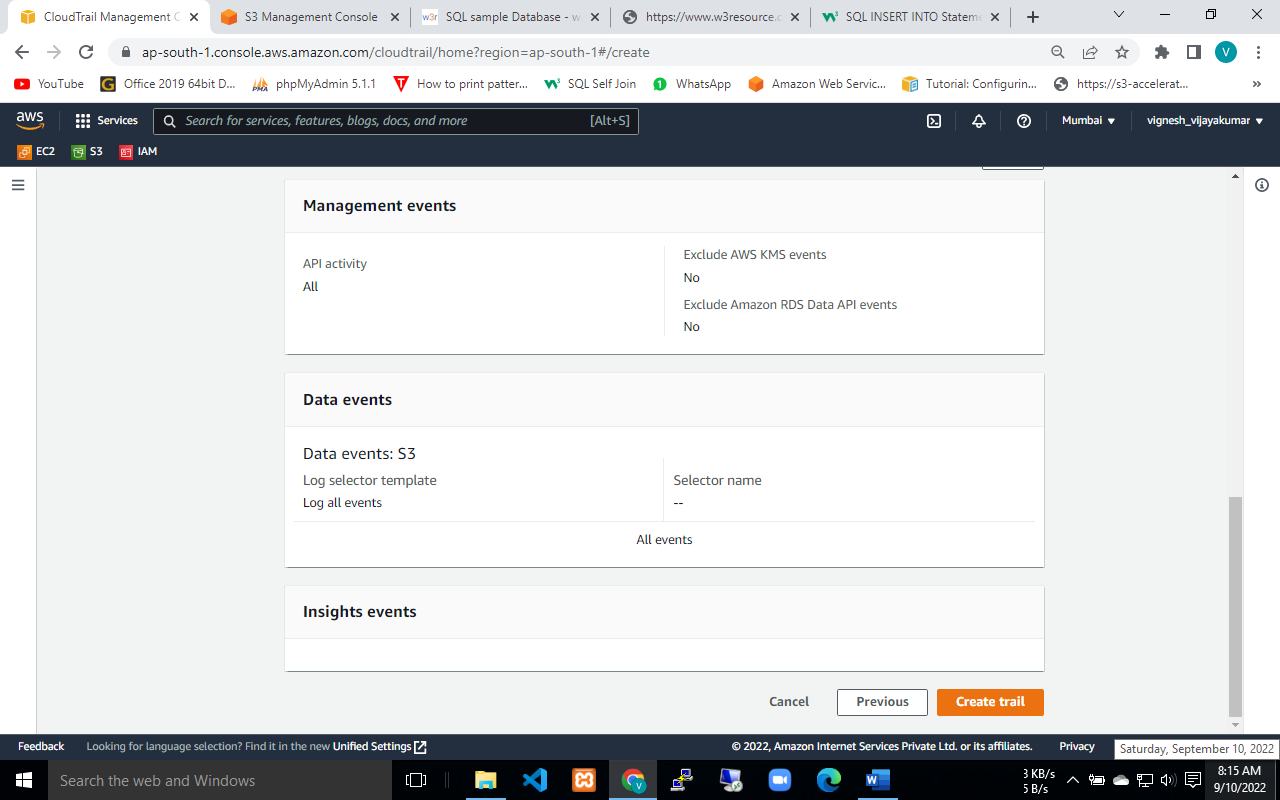 CloudTrail Management C
S3 Management Console
w3r
SQL sample Database - w
https://www.w3resource.c
SQL INSERT INTO Stateme
ap-south-1.console.aws.amazon.com/cloudtrail/home?region=ap-south-1#/create
V
YouTube
Office 2019 64bit D...
phpMyAdmin 5.1.1
How to print patter...
SQL Self Join
1
WhatsApp
Amazon Web Servic...
Tutorial: Configurin...
https://s3-accelerat...
»
aws
Services
Search for services, features, blogs, docs, and more
[Alt+S]
Mumbai
vignesh_vijayakumar
EC2
S3
IAM
Management events
API activity
All
Exclude AWS KMS events
No
Exclude Amazon RDS Data API events
No
Data events
Data events: S3
Log selector template
Log all events
Selector name
--
All events
Insights events
Cancel
Previous
Create trail
Feedback
Looking for language selection? Find it in the new Unified Settings
© 2022, Amazon Internet Services Private Ltd. or its affiliates.
Privacy
Saturday, September 10, 2022
Search the web and Windows
3 KB/s
5 B/s
8:15 AM
9/10/2022